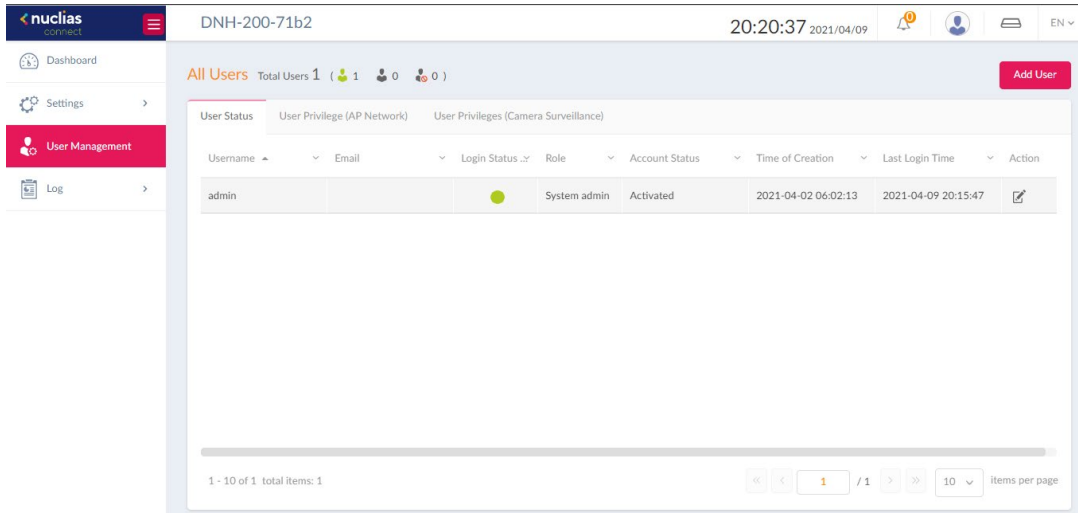 nuclias
connect
DNH-200-71b2
20:20:37 2021/04/09
0
EN
Dashboard
Settings
User Management
Log
All Users Total Users 1 ( 1 0 0 )
Add User
User Status User Privilege (AP Network) User Privileges (Camera Surveillance)
Username Email Login Status .. Role Account Status Time of Creation Last Login Time Action
admin System admin Activated 2021-04-02 06:02:13 2021-04-09 20:15:47
1 - 10 of 1 total items: 1
« < 1 / 1 > » 10 items per page